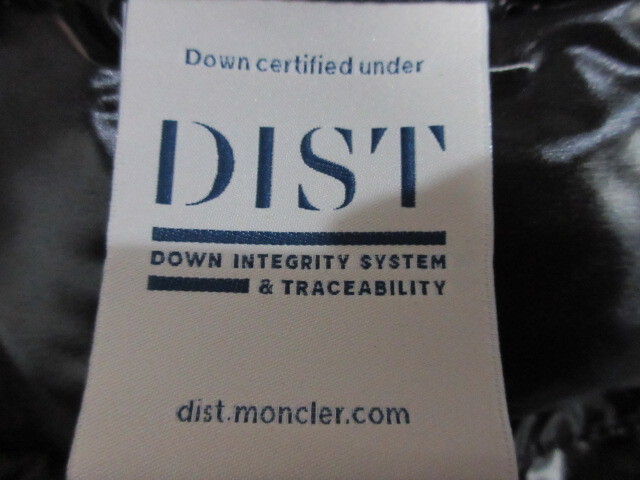 Down certified under
DIST
DOWN INTEGRITY SYSTEM
& TRACEABILITY
dist.moncler.com